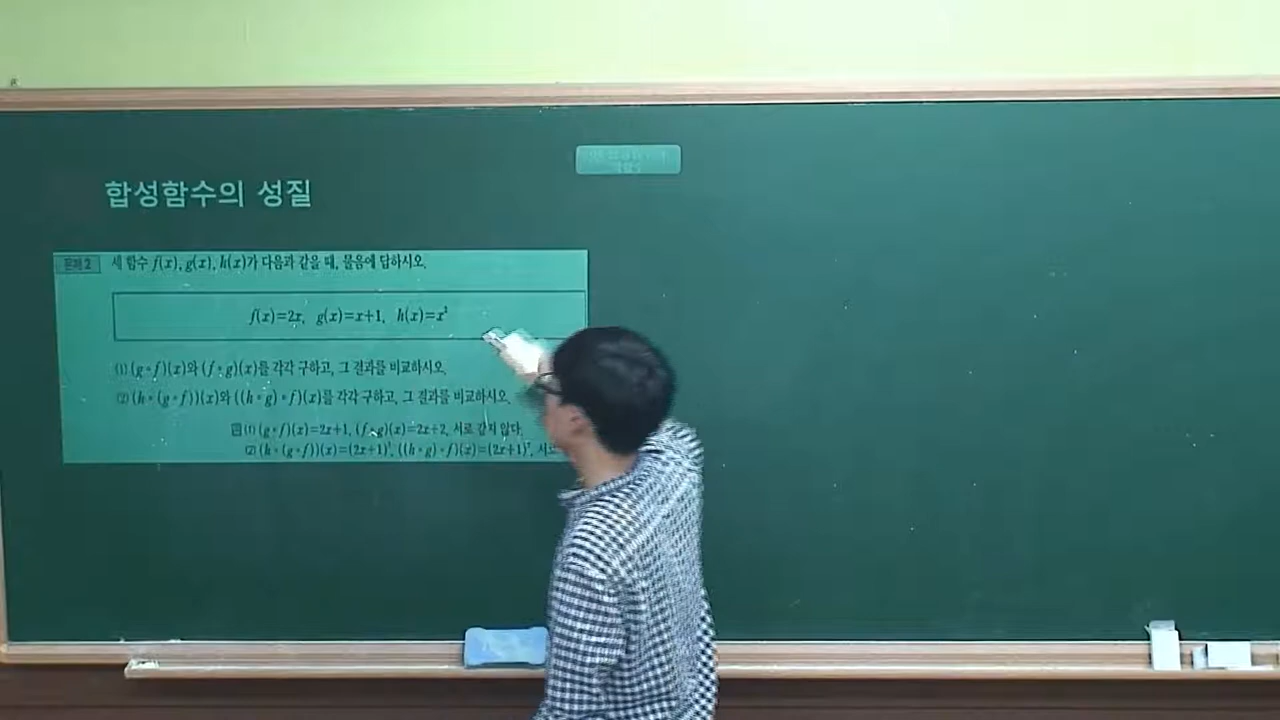 합성함수의 성질
문제 2 세 함수 f(x), g(x), h(x)가 다음과 같을 때, 물음에 답하시오.
f(x)=2x, g(x)=x+1, h(x)=x²
(1) (g∘f)(x)와 (f∘g)(x)를 각각 구하고, 그 결과를 비교하시오.
(2) (h∘(g∘f))(x)와 ((h∘g)∘f)(x)를 각각 구하고, 그 결과를 비교하시오.
답 (1) (g∘f)(x)=2x+1, (f∘g)(x)=2x+2, 서로 같지 않다.
(2) (h∘(g∘f))(x)=(2x+1)², ((h∘g)∘f)(x)=(2x+1)², 서로